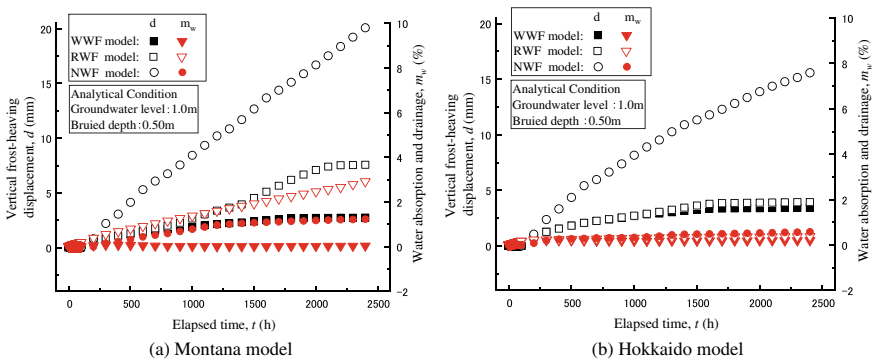 d m_w
WWF model:
RWF model:
NWF model:
Analytical Condition
Groundwater level : 1.0m
Bruied depth : 0.50m
20
15
10
5
0
10
8
6
4
2
0
-2
0 500 1000 1500 2000 2500
Vertical frost-heaving displacement, d (mm)
Water absorption and drainage, m_w (%)
Elapsed time, t (h)
(a) Montana model
d m_w
WWF model:
RWF model:
NWF model:
Analytical Condition
Groundwater level : 1.0m
Bruied depth : 0.50m
20
15
10
5
0
10
8
6
4
2
0
-2
0 500 1000 1500 2000 2500
Vertical frost-heaving displacement, d (mm)
Water absorption and drainage, m_w (%)
Elapsed time, t (h)
(b) Hokkaido model